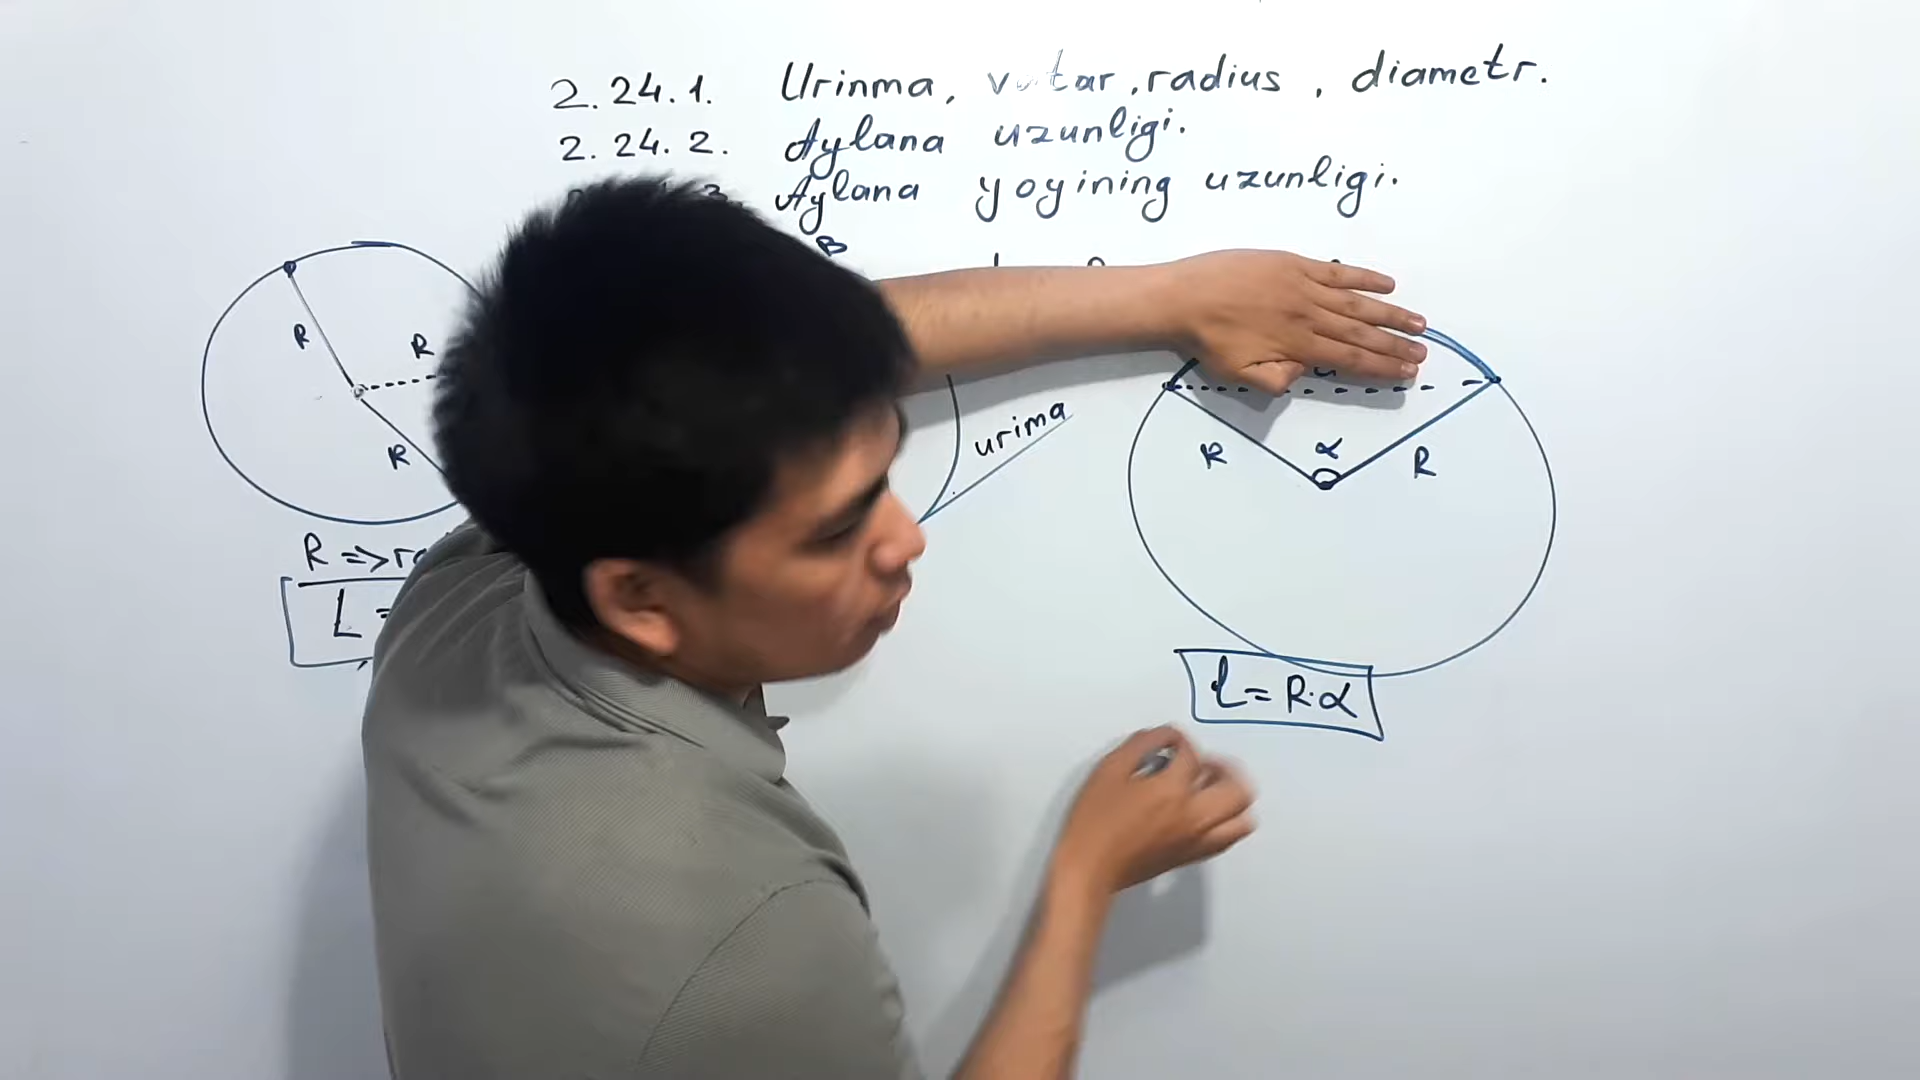 2.24.1. Urinma, vatar, radius, diametr.
2.24.2. Aylana uzunligi.
Aylana yoyining uzunligi.
B
R
R
R
urima
R
α
R
R =>
L =
l = R·α